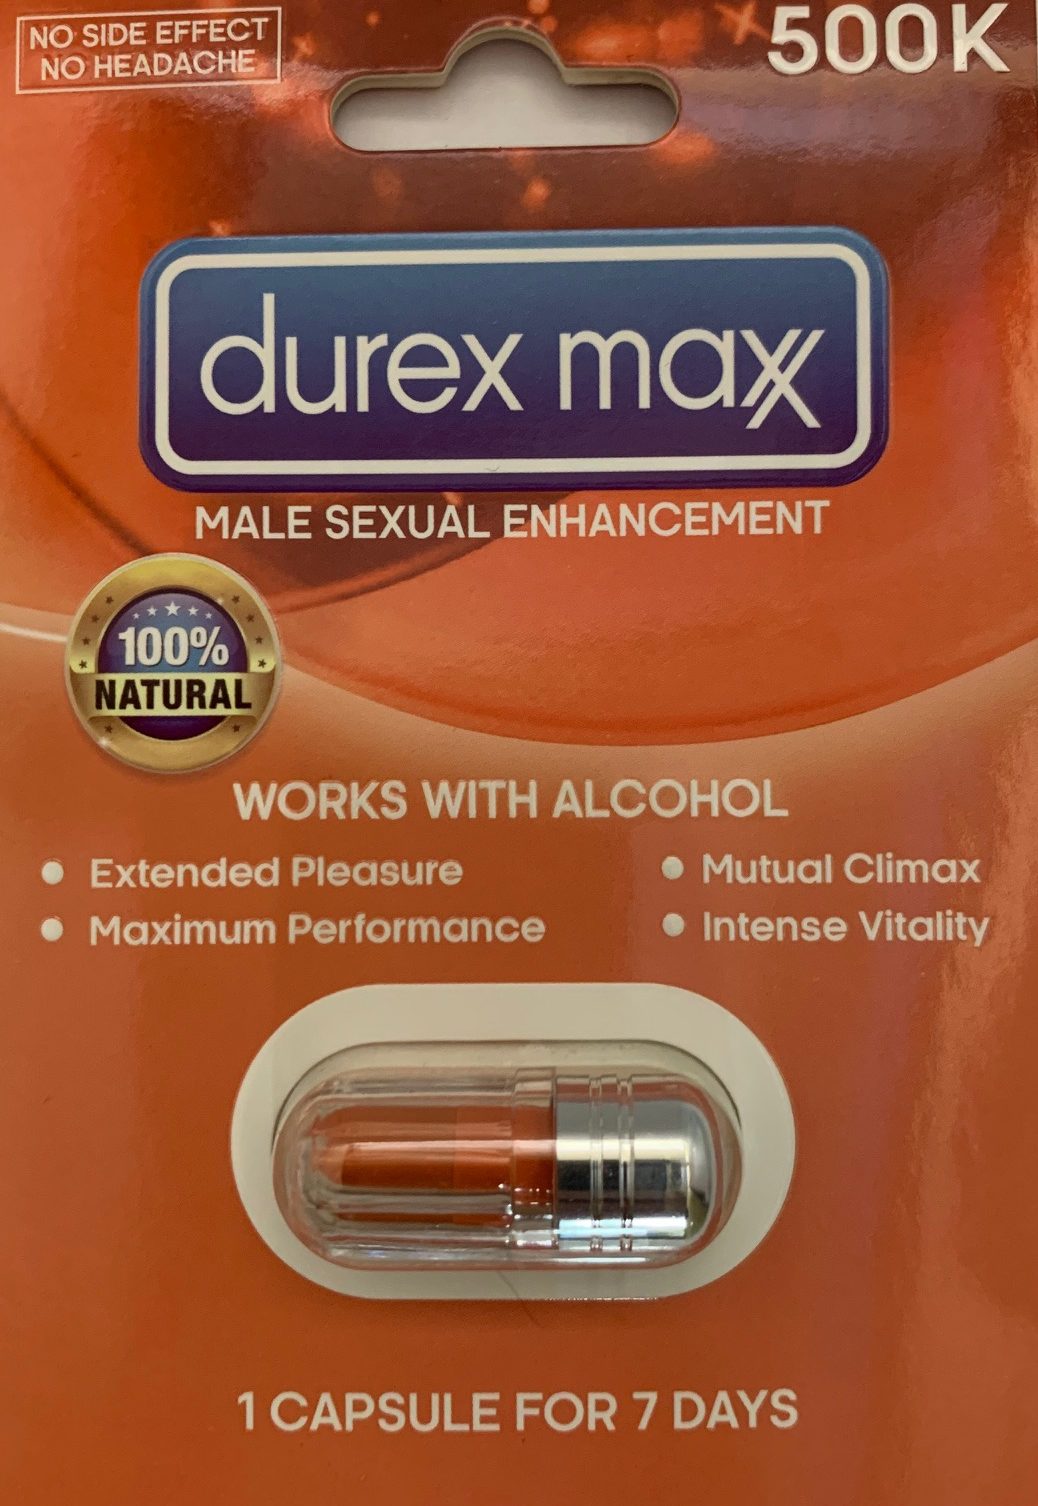 NO SIDE EFFECT
NO HEADACHE
500K
durex maxx
MALE SEXUAL ENHANCEMENT
100%
NATURAL
WORKS WITH ALCOHOL
Extended Pleasure
Mutual Climax
Maximum Performance
Intense Vitality
1 CAPSULE FOR 7 DAYS